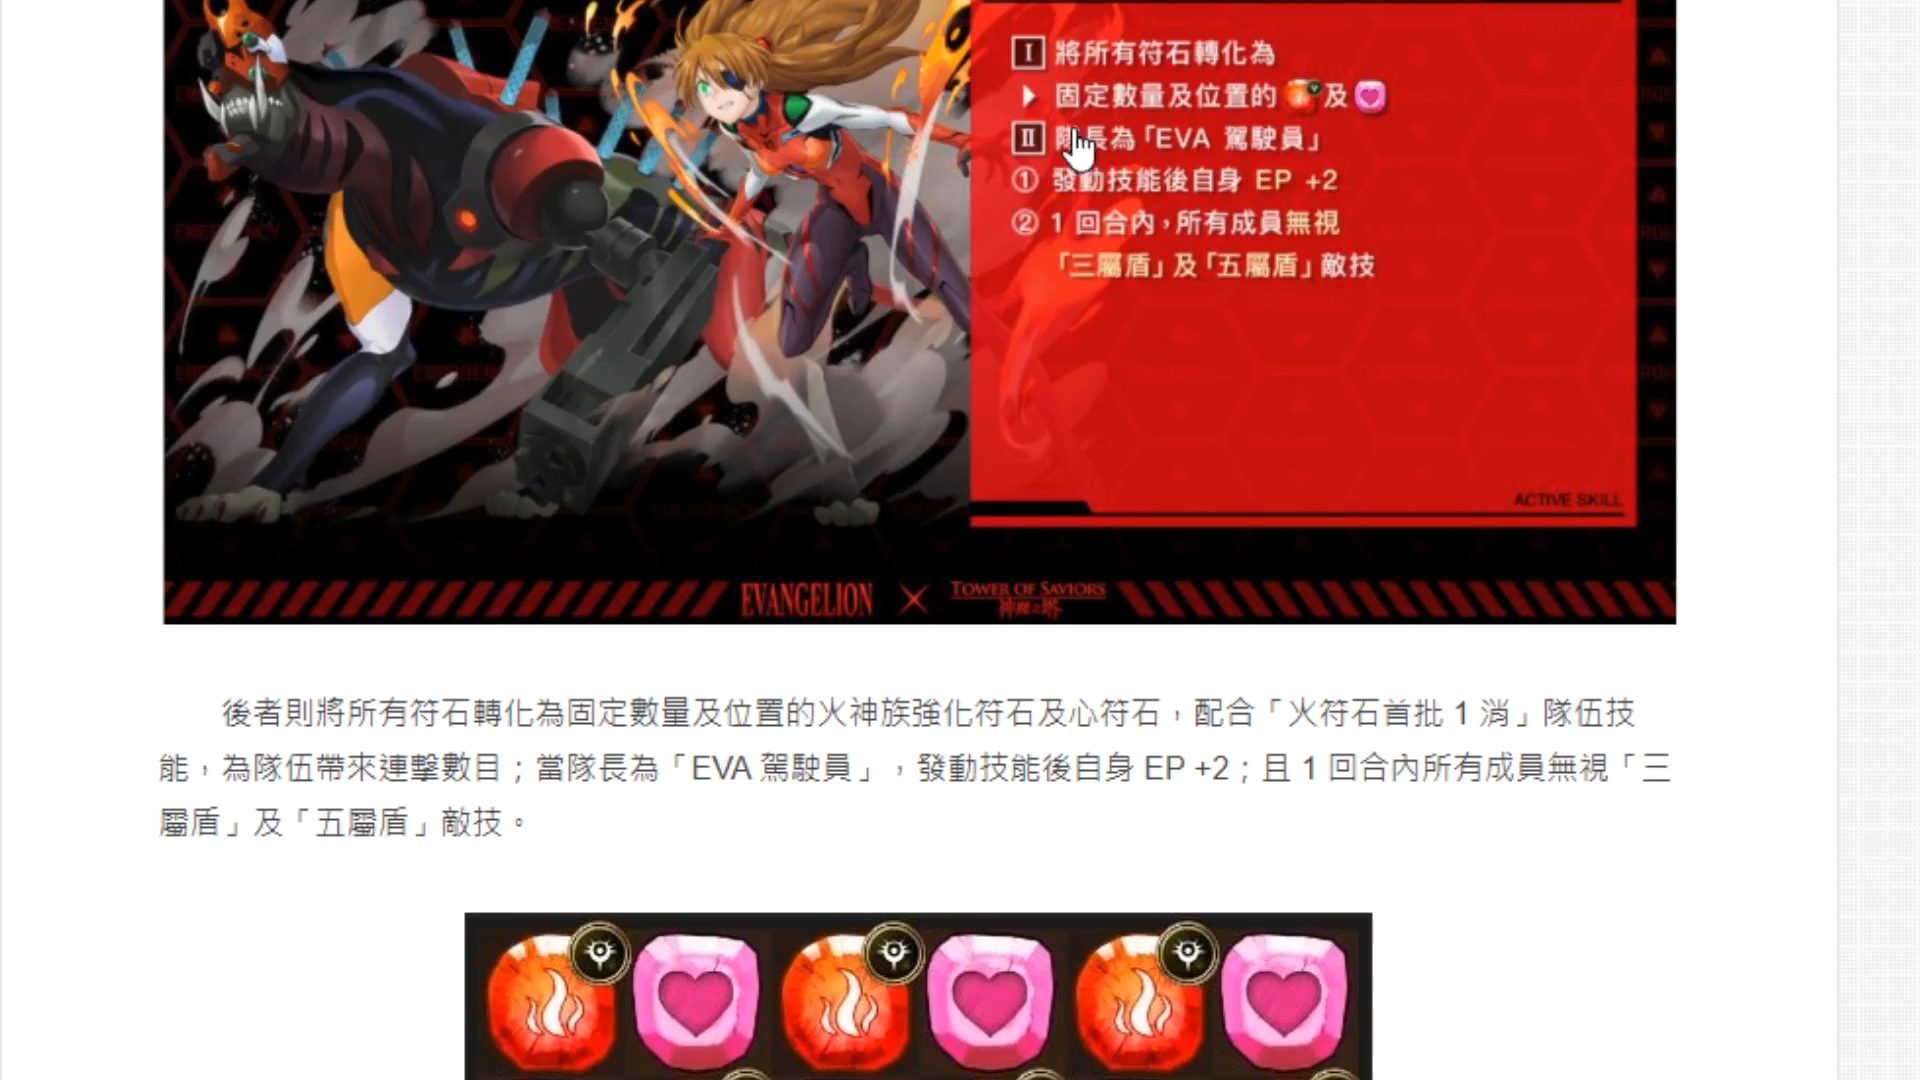 I 將所有符石轉化為
▶ 固定數量及位置的 及
II 隊長為「EVA 駕駛員」
① 發動技能後自身 EP +2
② 1 回合內，所有成員無視
「三屬盾」及「五屬盾」敵技
ACTIVE SKILL
EVANGELION × TOWER OF SAVIORS
神魔之塔
後者則將所有符石轉化為固定數量及位置的火神族強化符石及心符石，配合「火符石首批 1 消」隊伍技
能，為隊伍帶來連擊數目；當隊長為「EVA 駕駛員」，發動技能後自身 EP +2；且 1 回合內所有成員無視「三
屬盾」及「五屬盾」敵技。